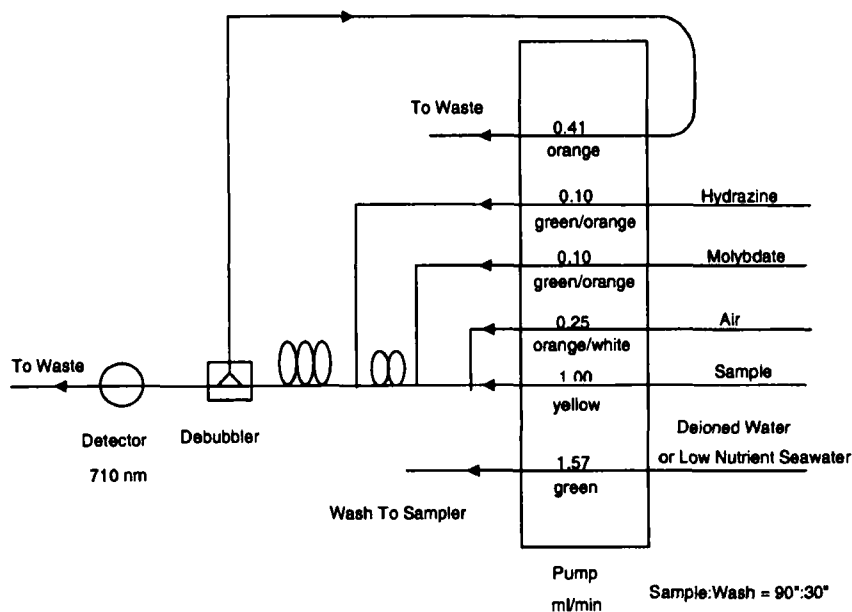 To Waste
0.41
orange
0.10
Hydrazine
green/orange
0.10
Molybdate
green/orange
0.25
Air
orange/white
To Waste
1.00
Sample
yellow
Detector
Debubbler
Deioned Water
710 nm
1.57
or Low Nutrient Seawater
green
Wash To Sampler
Pump
ml/min
Sample:Wash = 90":30"